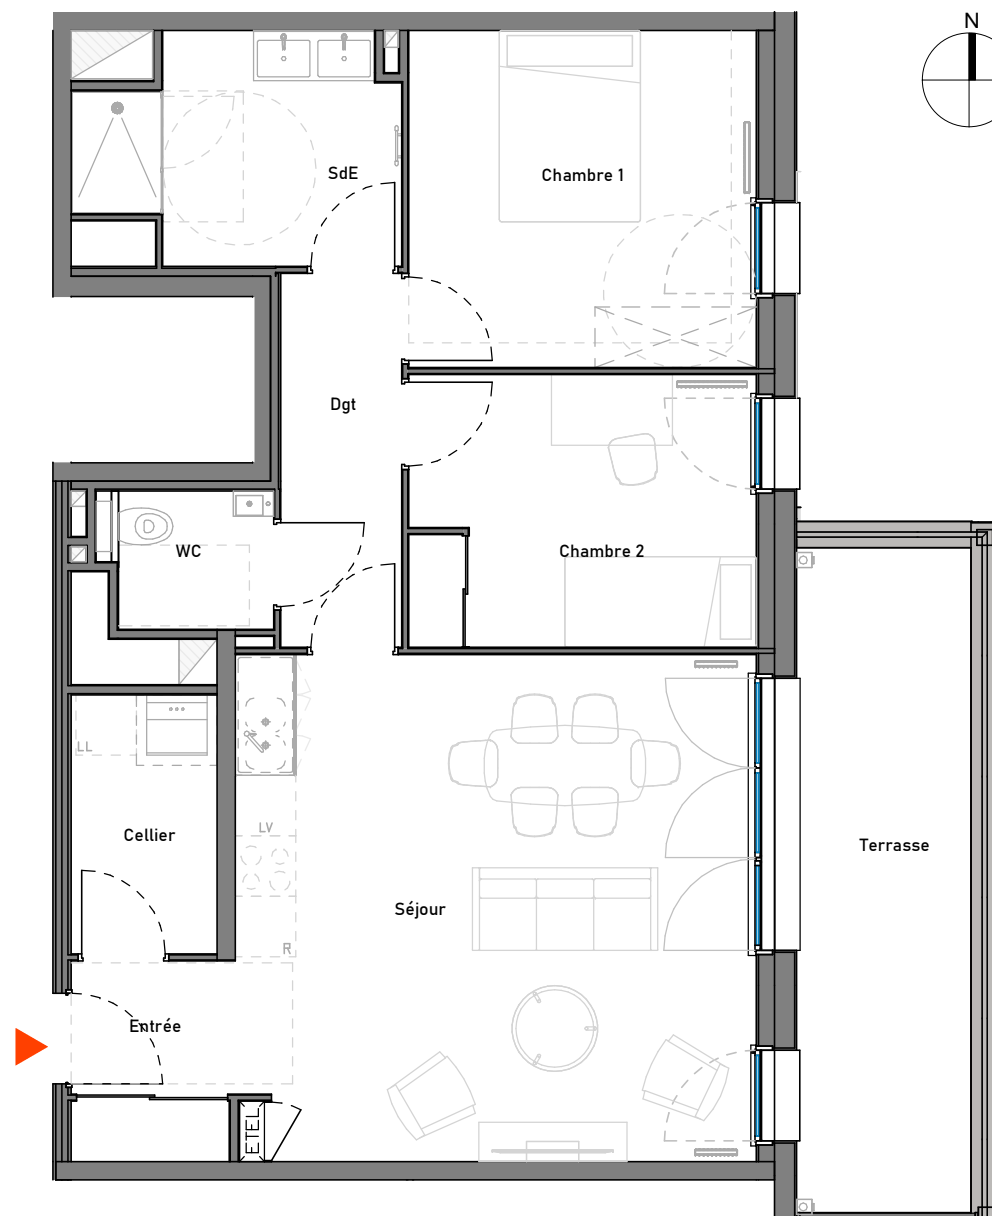 N
SdE
Chambre 1
Dgt
WC
Chambre 2
LL
LV
Cellier
Terrasse
Séjour
R
Entrée
ETEL